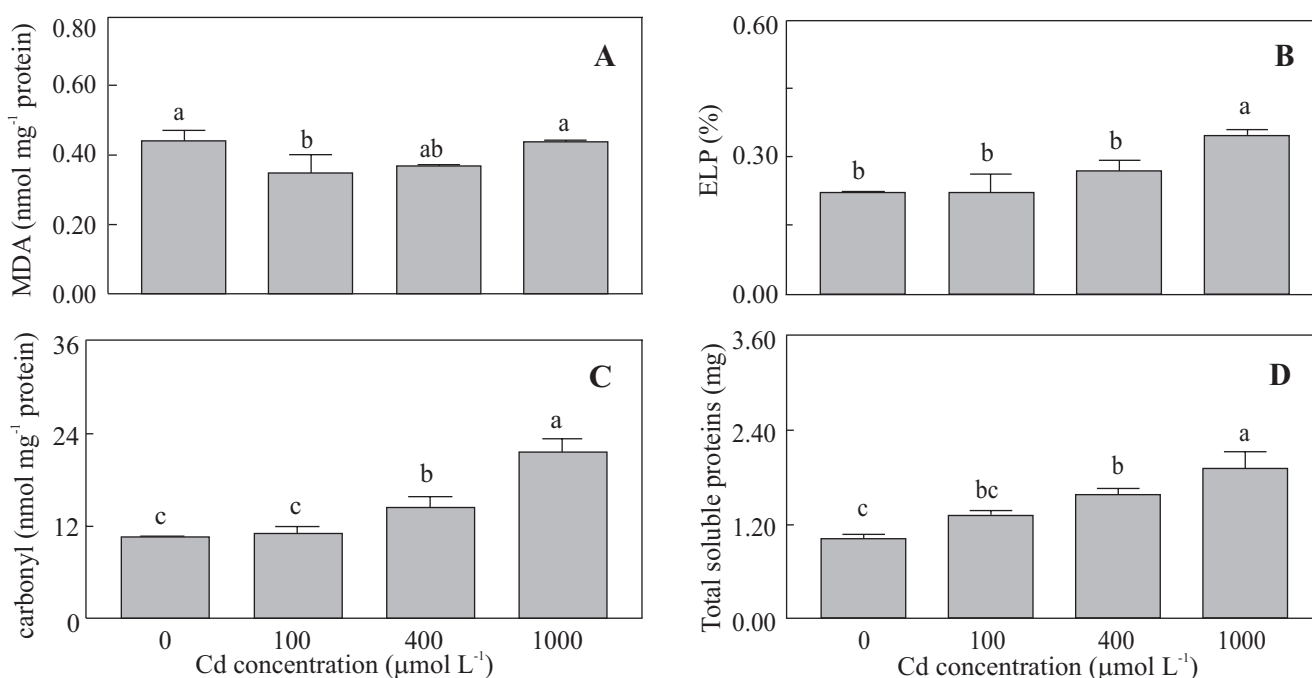 A
MDA (nmol mg⁻¹ protein)
0.80
0.60
0.40
0.20
0.00
a
b
ab
a
B
ELP (%)
0.60
0.30
0.00
b
b
b
a
C
carbonyl (nmol mg⁻¹ protein)
36
24
12
0
c
c
b
a
0 100 400 1000
Cd concentration (μmol L⁻¹)
D
Total soluble proteins (mg)
3.60
2.40
1.20
0.00
c
bc
b
a
0 100 400 1000
Cd concentration (μmol L⁻¹)